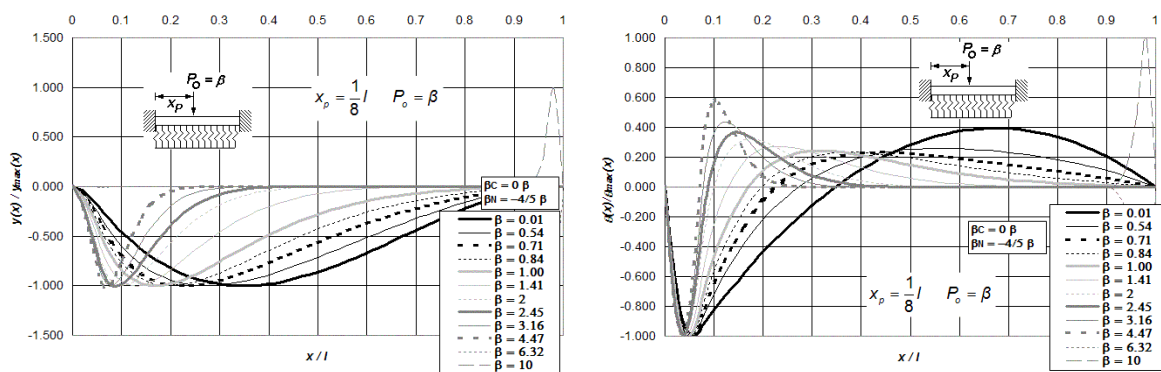 0 0.1 0.2 0.3 0.4 0.5 0.6 0.7 0.8 0.9 1
1.000
0.500
0.000
-0.500
-1.000
-1.500
y(x) / ymax(x)
x / l
Po = β
xP
xp = 1/8 l Po = β
βC = 0 β
βN = −4/5 β
β = 0.01
β = 0.54
β = 0.71
β = 0.84
β = 1.00
β = 1.41
β = 2
β = 2.45
β = 3.16
β = 4.47
β = 6.32
β = 10
0 0.1 0.2 0.3 0.4 0.5 0.6 0.7 0.8 0.9 1
1.000
0.800
0.600
0.400
0.200
0.000
-0.200
-0.400
-0.600
-0.800
-1.000
x / l
Po = β
xP
βC = 0 β
βN = −4/5 β
xp = 1/8 l Po = β
β = 0.01
β = 0.54
β = 0.71
β = 0.84
β = 1.00
β = 1.41
β = 2
β = 2.45
β = 3.16
β = 4.47
β = 6.32
β = 10